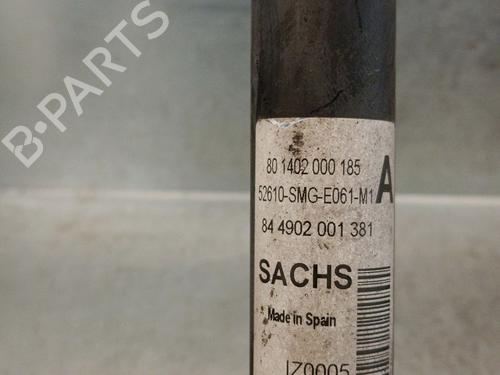 B-PARTS
80 1402 000 185
52610-SMG-E061-M1
A
84 4902 001 381
SACHS
Made in Spain
IZ0005